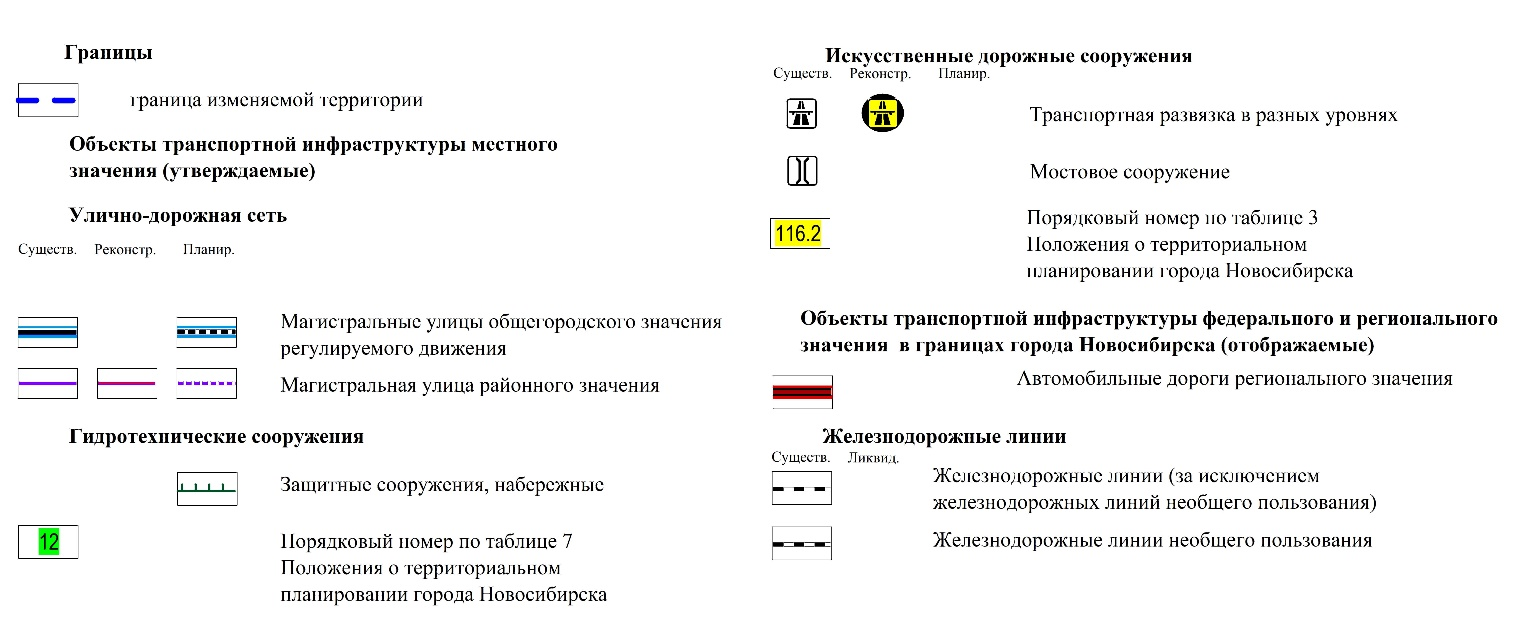 Границы
граница изменяемой территории
Объекты транспортной инфраструктуры местного
значения (утверждаемые)
Улично-дорожная сеть
Существ. Реконстр. Планир.
Магистральные улицы общегородского значения
регулируемого движения
Магистральная улица районного значения
Гидротехнические сооружения
Защитные сооружения, набережные
12
Порядковый номер по таблице 7
Положения о территориальном
планировании города Новосибирска
Искусственные дорожные сооружения
Существ. Реконстр. Планир.
Транспортная развязка в разных уровнях
Мостовое сооружение
116.2
Порядковый номер по таблице 3
Положения о территориальном
планировании города Новосибирска
Объекты транспортной инфраструктуры федерального и регионального
значения в границах города Новосибирска (отображаемые)
Автомобильные дороги регионального значения
Железнодорожные линии
Существ. Ликвид.
Железнодорожные линии (за исключением
железнодорожных линий необщего пользования)
Железнодорожные линии необщего пользования